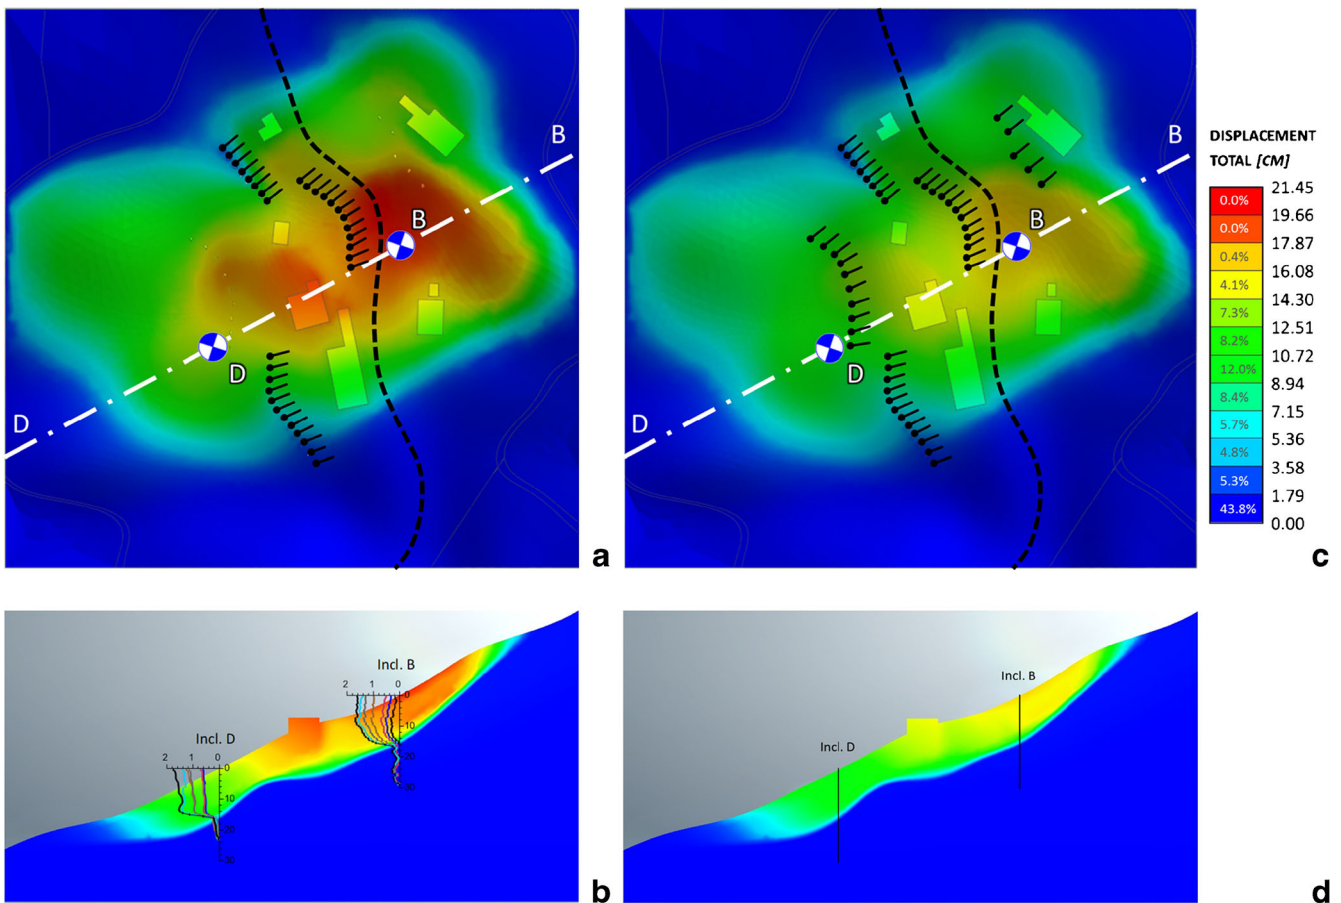 B
B
D
D
a
B
B
D
D
c
DISPLACEMENT
TOTAL [CM]
21.45
0.0%
19.66
0.0%
17.87
0.4%
16.08
4.1%
14.30
7.3%
12.51
8.2%
10.72
12.0%
8.94
8.4%
7.15
5.7%
5.36
4.8%
3.58
5.3%
1.79
43.8%
0.00
Incl. B
2 1 0
0
10
20
30
Incl. D
2 1 0
0
10
20
30
b
Incl. B
Incl. D
d